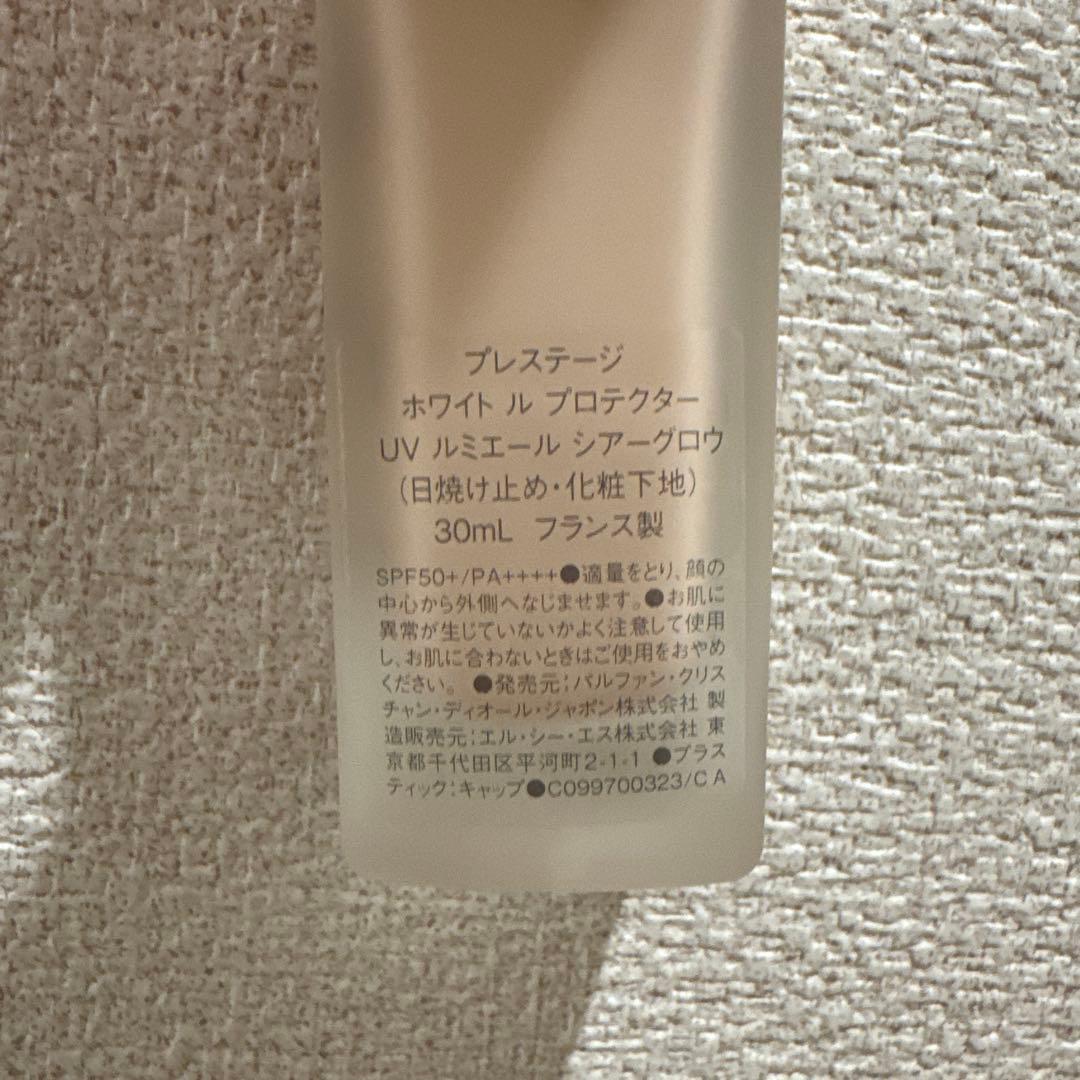 プレステージ
ホワイト ル プロテクター
UV ルミエール シアーグロウ
（日焼け止め・化粧下地）
30mL フランス製
SPF50+/PA++++●適量をとり、顔の
中心から外側へなじませます。●お肌に
異常が生じていないかよく注意して使用
し、お肌に合わないときはご使用をおやめ
ください。 ●発売元：パルファン・クリス
チャン・ディオール・ジャポン株式会社 製
造販売元：エル・シー・エス株式会社 東
京都千代田区平河町2-1-1 ●プラス
ティック：キャップ●C099700323/CA